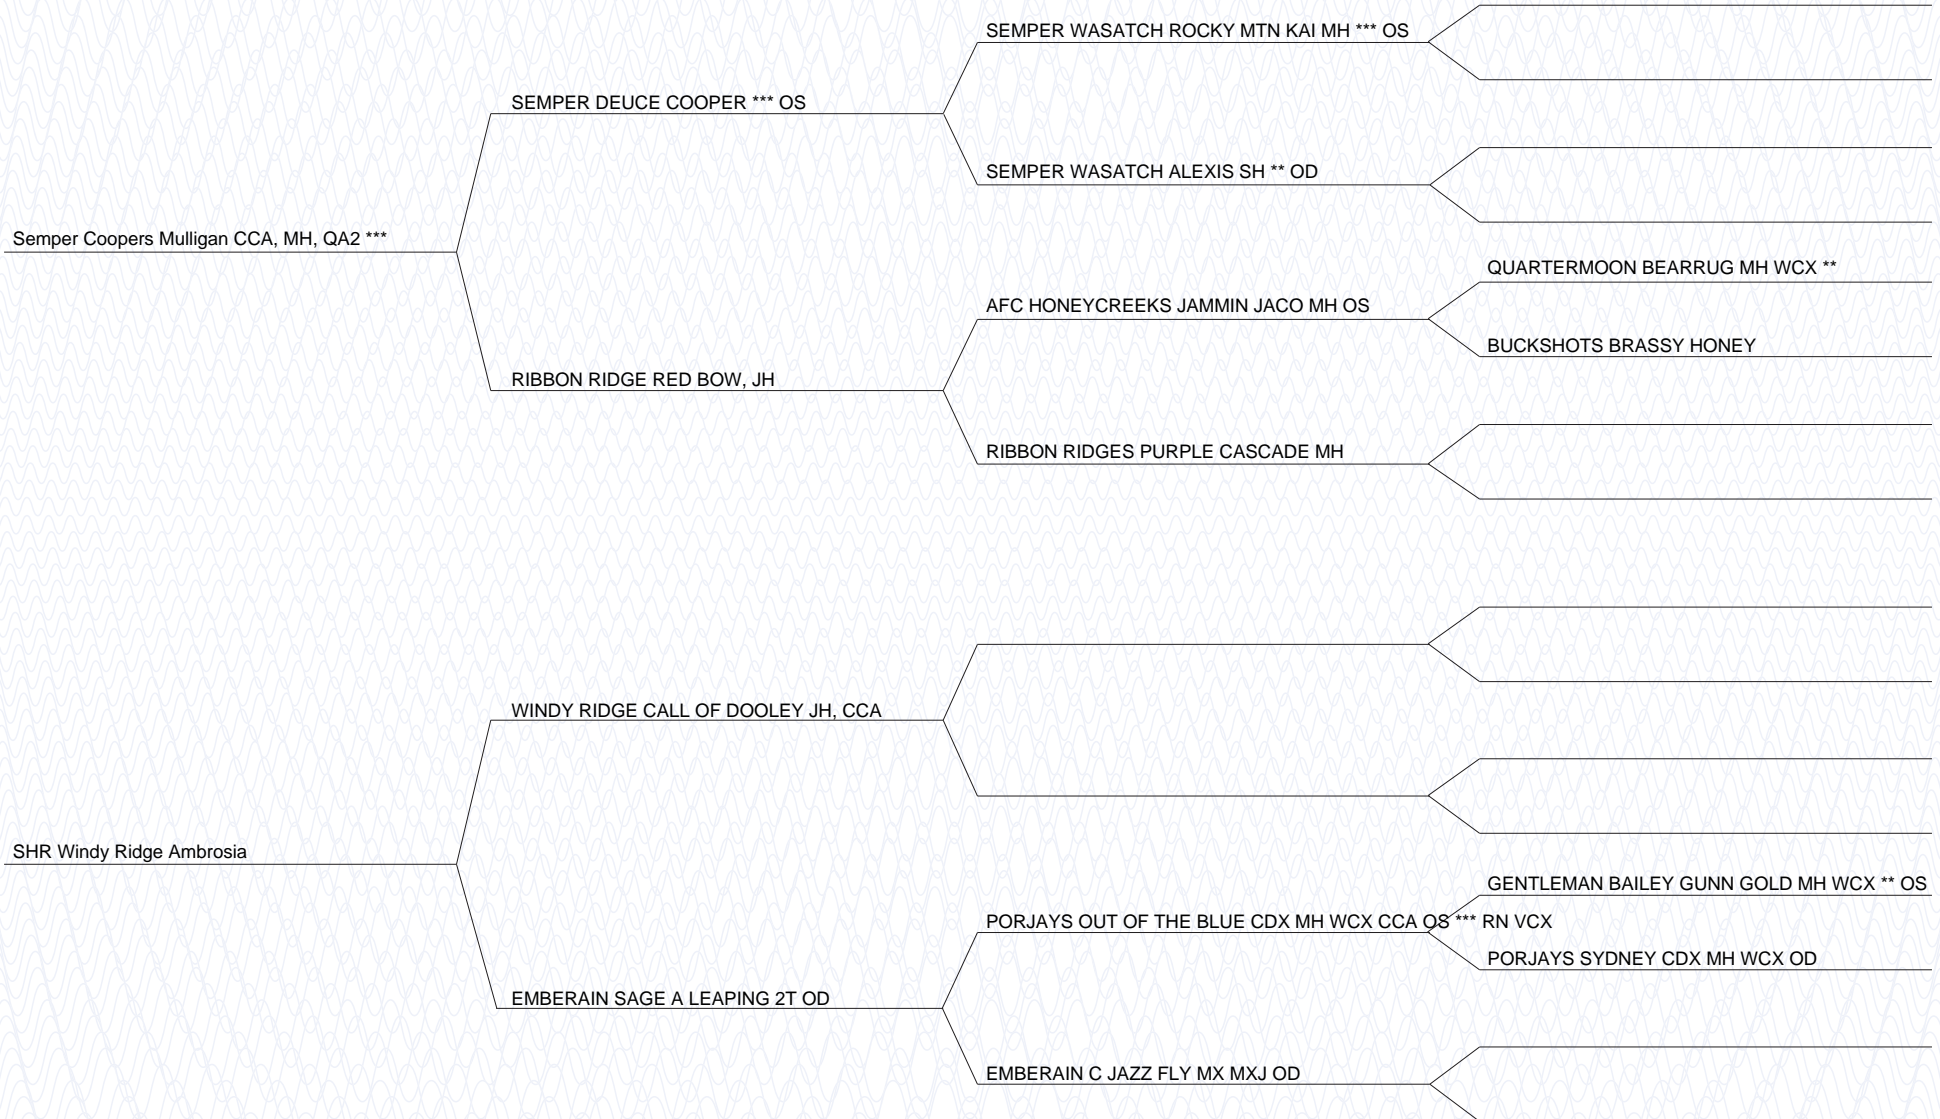 SEMPER WASATCH ROCKY MTN KAI MH *** OS
SEMPER DEUCE COOPER *** OS
SEMPER WASATCH ALEXIS SH ** OD
Semper Coopers Mulligan CCA, MH, QA2 ***
QUARTERMOON BEARRUG MH WCX **
AFC HONEYCREEKS JAMMIN JACO MH OS
BUCKSHOTS BRASSY HONEY
RIBBON RIDGE RED BOW, JH
RIBBON RIDGES PURPLE CASCADE MH
WINDY RIDGE CALL OF DOOLEY JH, CCA
SHR Windy Ridge Ambrosia
GENTLEMAN BAILEY GUNN GOLD MH WCX ** OS
PORJAYS OUT OF THE BLUE CDX MH WCX CCA OS *** RN VCX
PORJAYS SYDNEY CDX MH WCX OD
EMBERAIN SAGE A LEAPING 2T OD
EMBERAIN C JAZZ FLY MX MXJ OD